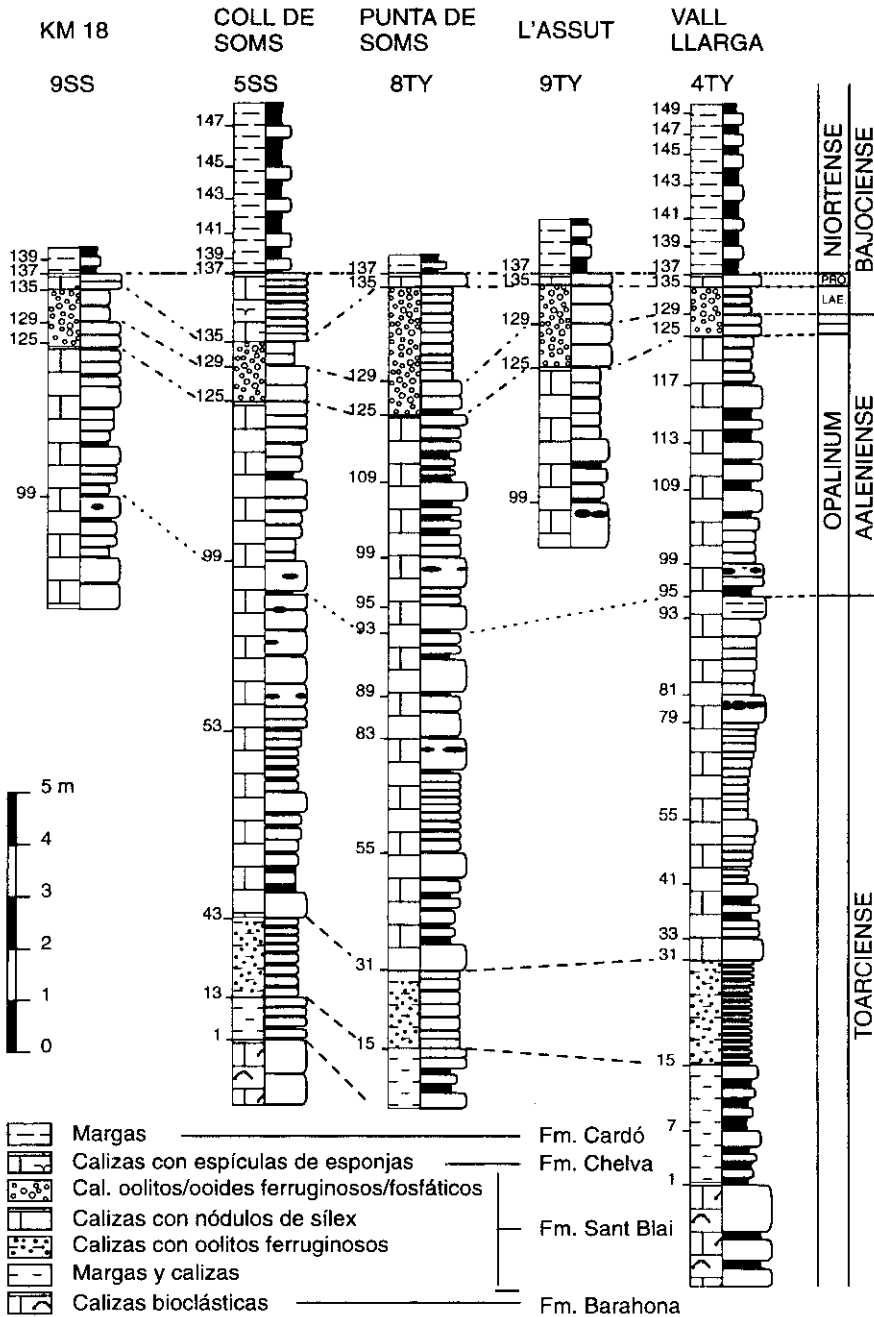 KM 18
COLL DE SOMS
PUNTA DE SOMS
L'ASSUT
VALL LLARGA
9SS
5SS
8TY
9TY
4TY
139
137
135
129
125
99
147
145
143
141
139
137
135
129
125
99
53
43
13
1
137
135
129
125
109
99
95
93
89
83
55
31
15
137
135
129
125
99
149
147
145
143
141
139
137
135
129
125
117
113
109
99
95
93
81
79
55
41
33
31
15
7
1
NIORTENSE
BAJOCIENSE
PRO
LAE.
OPALINUM
AALENIENSE
TOARCIENSE
5 m
4
3
2
1
0
Margas
Fm. Cardó
Calizas con espículas de esponjas
Fm. Chelva
Cal. oolitos/ooides ferruginosos/fosfáticos
Calizas con nódulos de sílex
Fm. Sant Blai
Calizas con oolitos ferruginosos
Margas y calizas
Calizas bioclásticas
Fm. Barahona